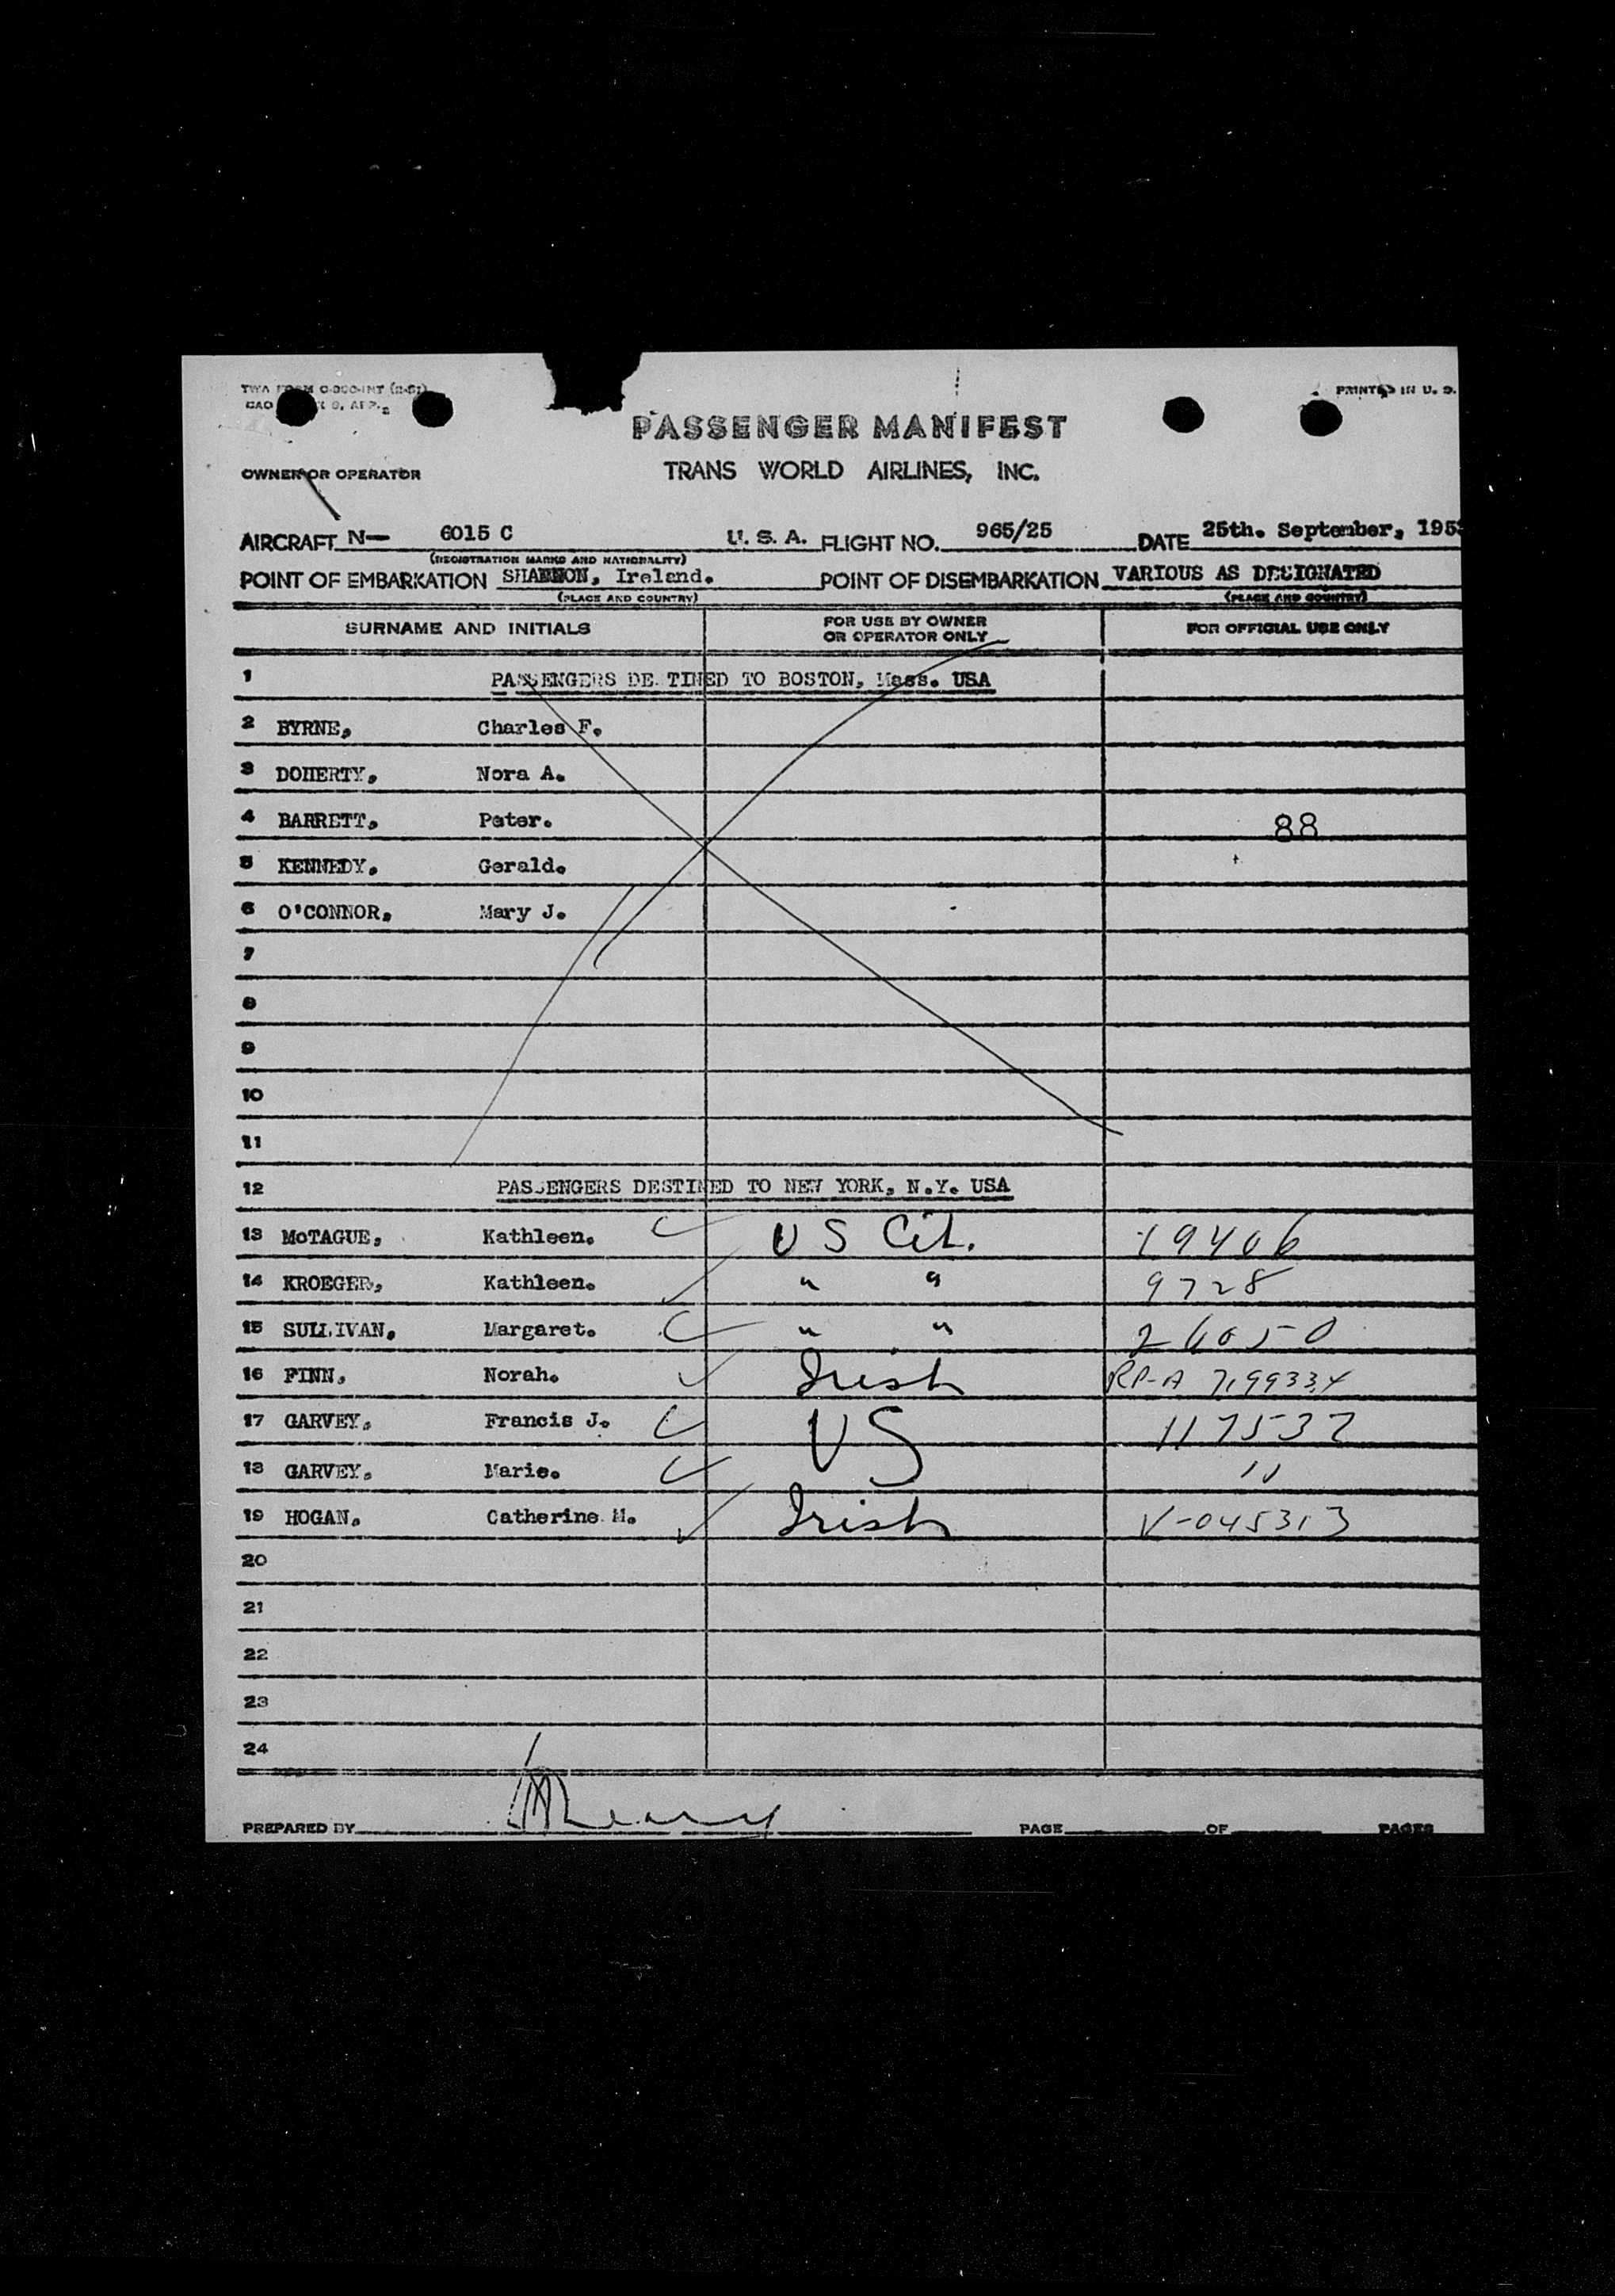 TWA FORM
PRINTED IN U. S.
CAO
PASSENGER MANIFEST
OWNER OR OPERATOR TRANS WORLD AIRLINES, INC.
AIRCRAFT N— 6015 C U. S. A. FLIGHT NO. 965/25 DATE 25th. September, 195
(REGISTRATION MARKS AND NATIONALITY)
POINT OF EMBARKATION SHANNON, Ireland. POINT OF DISEMBARKATION VARIOUS AS DESIGNATED
(PLACE AND COUNTRY) (PLACE AND COUNTRY)
SURNAME AND INITIALS FOR USE BY OWNER OR OPERATOR ONLY FOR OFFICIAL USE ONLY
1 PASSENGERS DESTINED TO BOSTON, Mass. USA
2 BYRNE, Charles F.
3 DOHERTY, Nora A.
4 BARRETT, Peter. 88
5 KENNEDY, Gerald.
6 O'CONNOR, Mary J.
7
8
9
10
11
12 PASSENGERS DESTINED TO NEW YORK, N.Y. USA
13 McTAGUE, Kathleen. U S Cit. 19406
14 KROEGER, Kathleen. " " 9728
15 SULLIVAN, Margaret. " "
16 FINN, Norah. Irish RP-A 7,199334
17 GARVEY, Francis J. US 117537
18 GARVEY, Marie. "
19 HOGAN, Catherine M. Irish V-045313
20
21
22
23
24
PREPARED BY PAGE OF PAGES